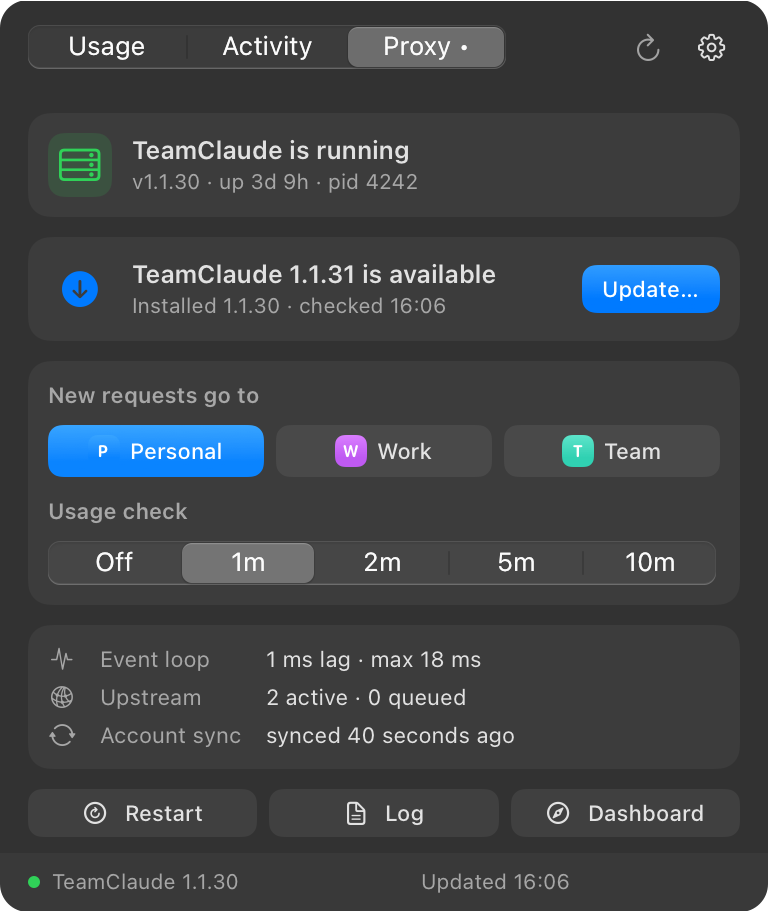 Usage Activity Proxy •
TeamClaude is running
v1.1.30 · up 3d 9h · pid 4242
TeamClaude 1.1.31 is available
Installed 1.1.30 · checked 16:06
Update...
New requests go to
P Personal W Work T Team
Usage check
Off 1m 2m 5m 10m
Event loop 1 ms lag · max 18 ms
Upstream 2 active · 0 queued
Account sync synced 40 seconds ago
Restart Log Dashboard
TeamClaude 1.1.30 Updated 16:06